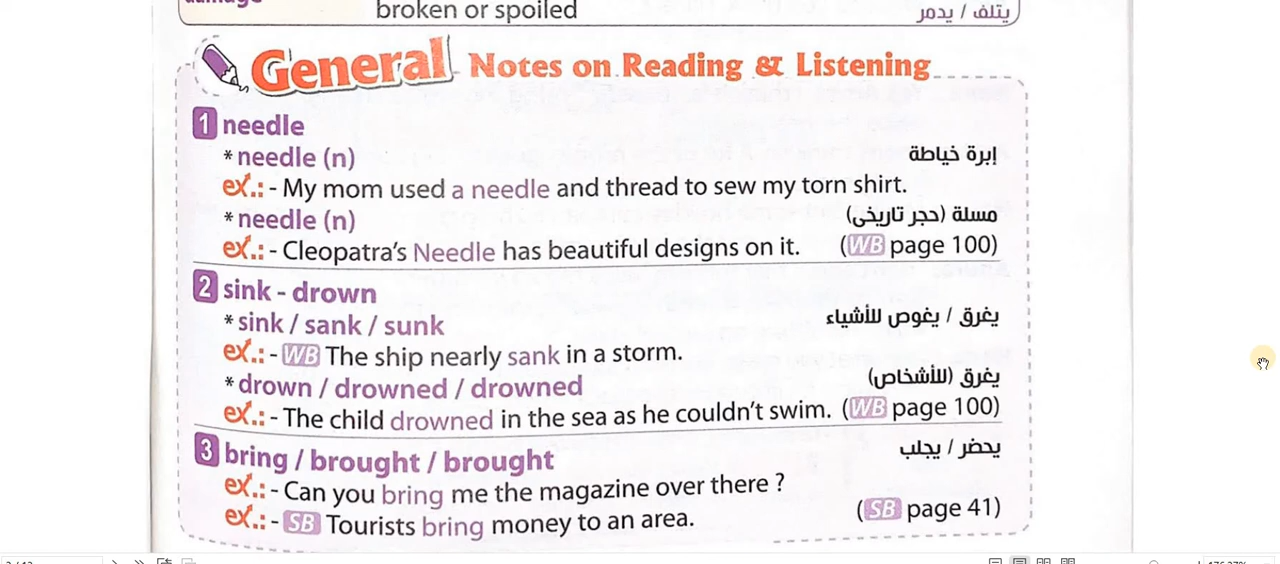 broken or spoiled يتلف / يدمر
General Notes on Reading & Listening
1 needle
* needle (n) إبرة خياطة
ex.: - My mom used a needle and thread to sew my torn shirt.
* needle (n) مسلة (حجر تاريخى)
ex.: - Cleopatra's Needle has beautiful designs on it. (WB page 100)
2 sink - drown
* sink / sank / sunk يغرق / يغوص للأشياء
ex.: - WB The ship nearly sank in a storm.
* drown / drowned / drowned يغرق (للأشخاص)
ex.: - The child drowned in the sea as he couldn't swim. (WB page 100)
3 bring / brought / brought يحضر / يجلب
ex.: - Can you bring me the magazine over there ?
ex.: - SB Tourists bring money to an area. (SB page 41)